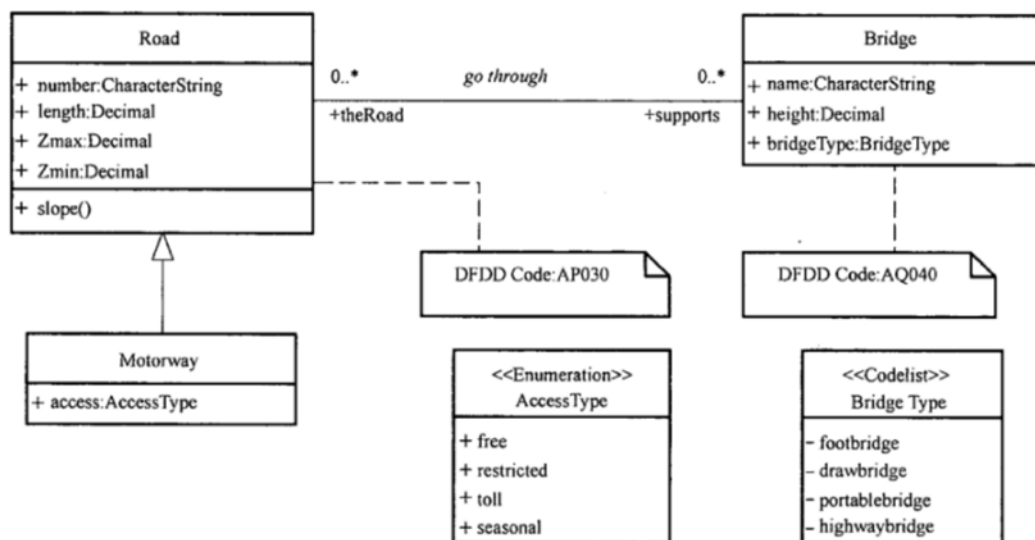 Road
+ number:CharacterString
+ length:Decimal
+ Zmax:Decimal
+ Zmin:Decimal
+ slope()
0..* go through 0..*
+theRoad +supports
Bridge
+ name:CharacterString
+ height:Decimal
+ bridgeType:BridgeType
DFDD Code:AP030
DFDD Code:AQ040
Motorway
+ access:AccessType
<<Enumeration>>
AccessType
+ free
+ restricted
+ toll
+ seasonal
<<Codelist>>
Bridge Type
- footbridge
- drawbridge
- portablebridge
- highwaybridge